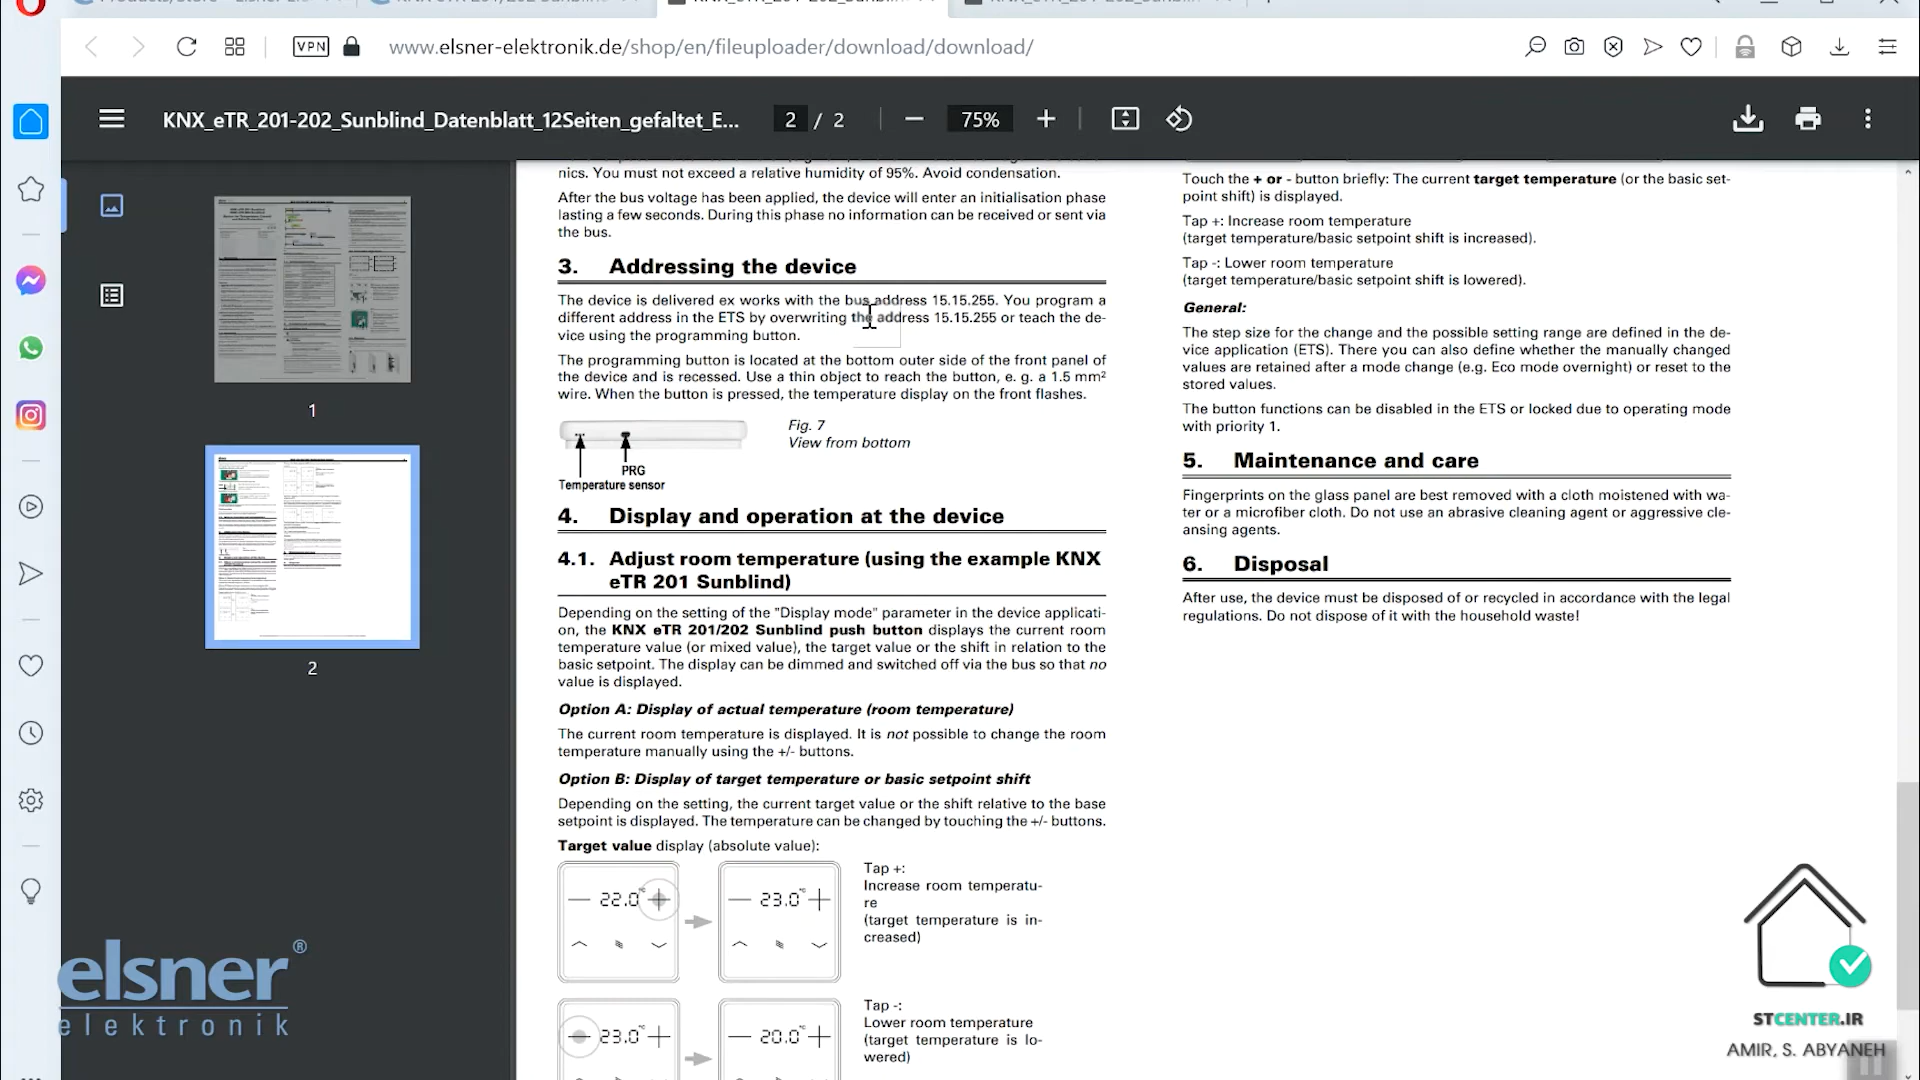 VPN
www.elsner-elektronik.de/shop/en/fileuploader/download/download/
KNX_eTR_201-202_Sunblind_Datenblatt_12Seiten_gefaltet_E...
2 / 2
75%
1
2
nics. You must not exceed a relative humidity of 95%. Avoid condensation.
After the bus voltage has been applied, the device will enter an initialisation phase
lasting a few seconds. During this phase no information can be received or sent via
the bus.
3. Addressing the device
The device is delivered ex works with the bus address 15.15.255. You program a
different address in the ETS by overwriting the address 15.15.255 or teach the de-
vice using the programming button.
The programming button is located at the bottom outer side of the front panel of
the device and is recessed. Use a thin object to reach the button, e. g. a 1.5 mm²
wire. When the button is pressed, the temperature display on the front flashes.
Fig. 7
View from bottom
PRG
Temperature sensor
4. Display and operation at the device
4.1. Adjust room temperature (using the example KNX
eTR 201 Sunblind)
Depending on the setting of the "Display mode" parameter in the device applicati-
on, the KNX eTR 201/202 Sunblind push button displays the current room
temperature value (or mixed value), the target value or the shift in relation to the
basic setpoint. The display can be dimmed and switched off via the bus so that no
value is displayed.
Option A: Display of actual temperature (room temperature)
The current room temperature is displayed. It is not possible to change the room
temperature manually using the +/- buttons.
Option B: Display of target temperature or basic setpoint shift
Depending on the setting, the current target value or the shift relative to the base
setpoint is displayed. The temperature can be changed by touching the +/- buttons.
Target value display (absolute value):
22.0°C
23.0°C
Tap +:
Increase room temperatu-
re
(target temperature is in-
creased)
23.0°C
20.0°C
Tap -:
Lower room temperature
(target temperature is lo-
wered)
Touch the + or - button briefly: The current target temperature (or the basic set-
point shift) is displayed.
Tap +: Increase room temperature
(target temperature/basic setpoint shift is increased).
Tap -: Lower room temperature
(target temperature/basic setpoint shift is lowered).
General:
The step size for the change and the possible setting range are defined in the de-
vice application (ETS). There you can also define whether the manually changed
values are retained after a mode change (e.g. Eco mode overnight) or reset to the
stored values.
The button functions can be disabled in the ETS or locked due to operating mode
with priority 1.
5. Maintenance and care
Fingerprints on the glass panel are best removed with a cloth moistened with wa-
ter or a microfiber cloth. Do not use an abrasive cleaning agent or aggressive cle-
ansing agents.
6. Disposal
After use, the device must be disposed of or recycled in accordance with the legal
regulations. Do not dispose of it with the household waste!
elsner®
elektronik
STCENTER.IR
AMIR, S. ABYANEH